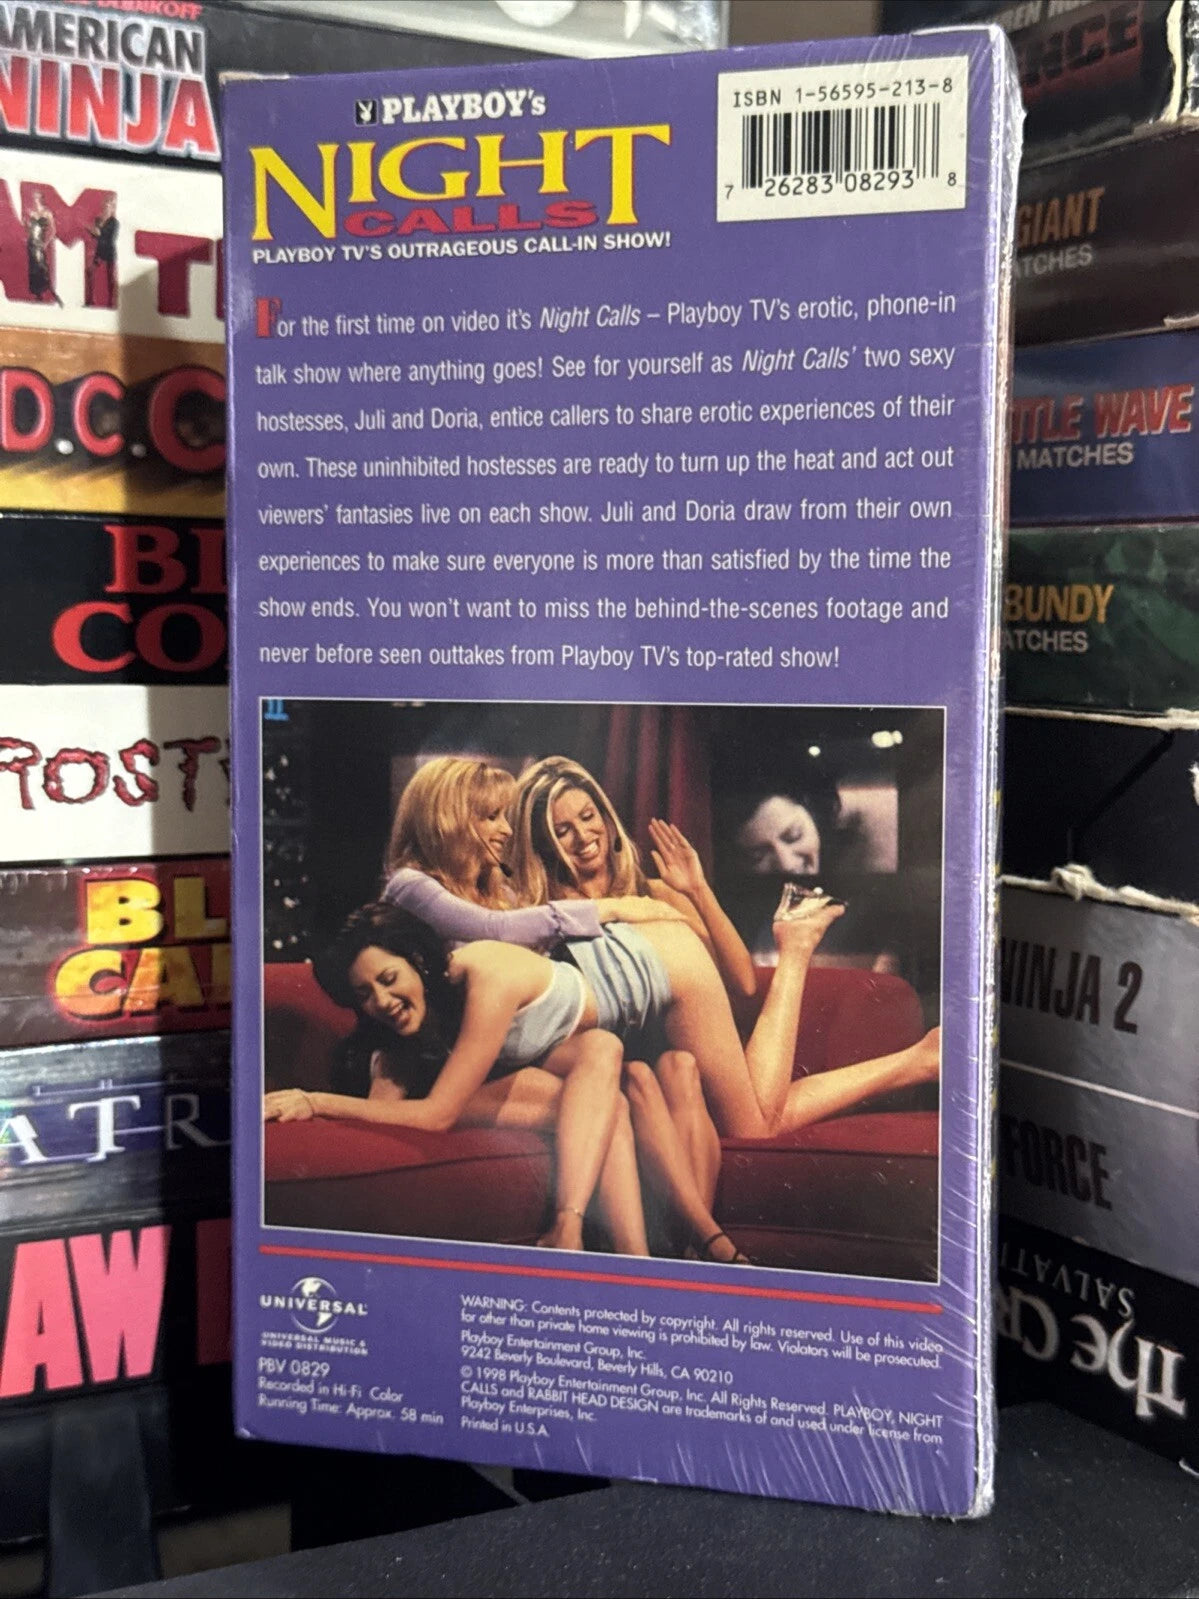 PLAYBOY's
NIGHT
CALLS
PLAYBOY TV'S OUTRAGEOUS CALL-IN SHOW!
ISBN 1-56595-213-8
7 26283 08293 8
For the first time on video it's Night Calls – Playboy TV's erotic, phone-in
talk show where anything goes! See for yourself as Night Calls' two sexy
hostesses, Juli and Doria, entice callers to share erotic experiences of their
own. These uninhibited hostesses are ready to turn up the heat and act out
viewers' fantasies live on each show. Juli and Doria draw from their own
experiences to make sure everyone is more than satisfied by the time the
show ends. You won't want to miss the behind-the-scenes footage and
never before seen outtakes from Playboy TV's top-rated show!
UNIVERSAL
UNIVERSAL MUSIC &
VIDEO DISTRIBUTION
PBV 0829
Recorded in Hi-Fi Color
Running Time: Approx. 58 min
WARNING: Contents protected by copyright. All rights reserved. Use of this video
for other than private home viewing is prohibited by law. Violators will be prosecuted.
Playboy Entertainment Group, Inc.
9242 Beverly Boulevard, Beverly Hills, CA 90210
© 1998 Playboy Entertainment Group, Inc. All Rights Reserved. PLAYBOY, NIGHT
CALLS and RABBIT HEAD DESIGN are trademarks of and used under license from
Playboy Enterprises, Inc.
Printed in U.S.A.
AMERICAN
NINJA
D.C.C
BL
CA
ATR
AW
GIANT
MATCHES
WAVE
MATCHES
BUNDY
NINJA 2
FORCE
The